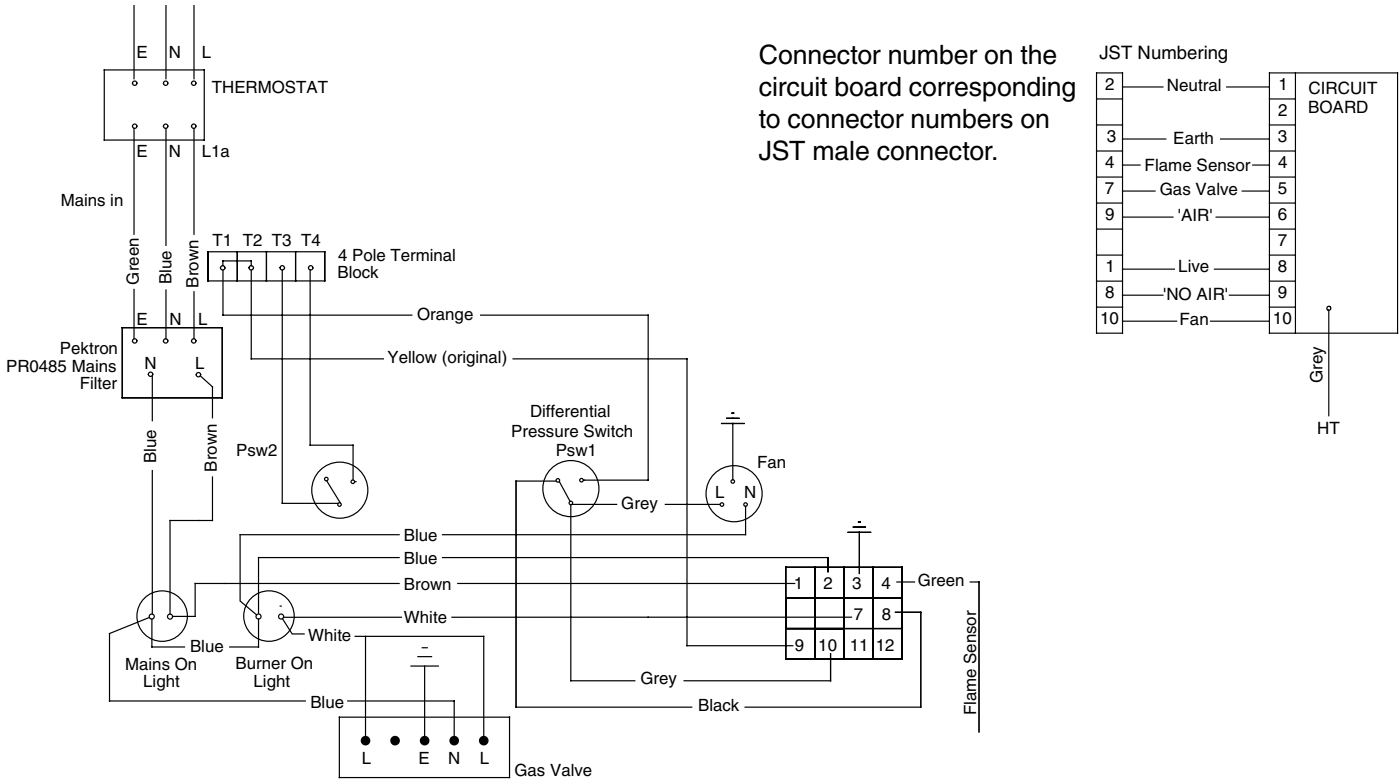 E N L
THERMOSTAT
E N L1a
Mains in
Green
Blue
Brown
T1 T2 T3 T4
4 Pole Terminal
Block
Orange
Yellow (original)
E N L
Pektron
PR0485 Mains
Filter
N L
Blue
Brown
Psw2
Differential
Pressure Switch
Psw1
Fan
L N
Grey
Blue
Blue
Brown
White
White
Blue
Mains On
Light
Burner On
Light
Blue
Grey
Black
1 2 3 4
7 8
9 10 11 12
Green
Flame Sensor
L E N L
Gas Valve
Connector number on the
circuit board corresponding
to connector numbers on
JST male connector.
JST Numbering
2 Neutral 1
2
3 Earth 3
4 Flame Sensor 4
7 Gas Valve 5
9 'AIR' 6
7
1 Live 8
8 'NO AIR' 9
10 Fan 10
CIRCUIT
BOARD
Grey
HT